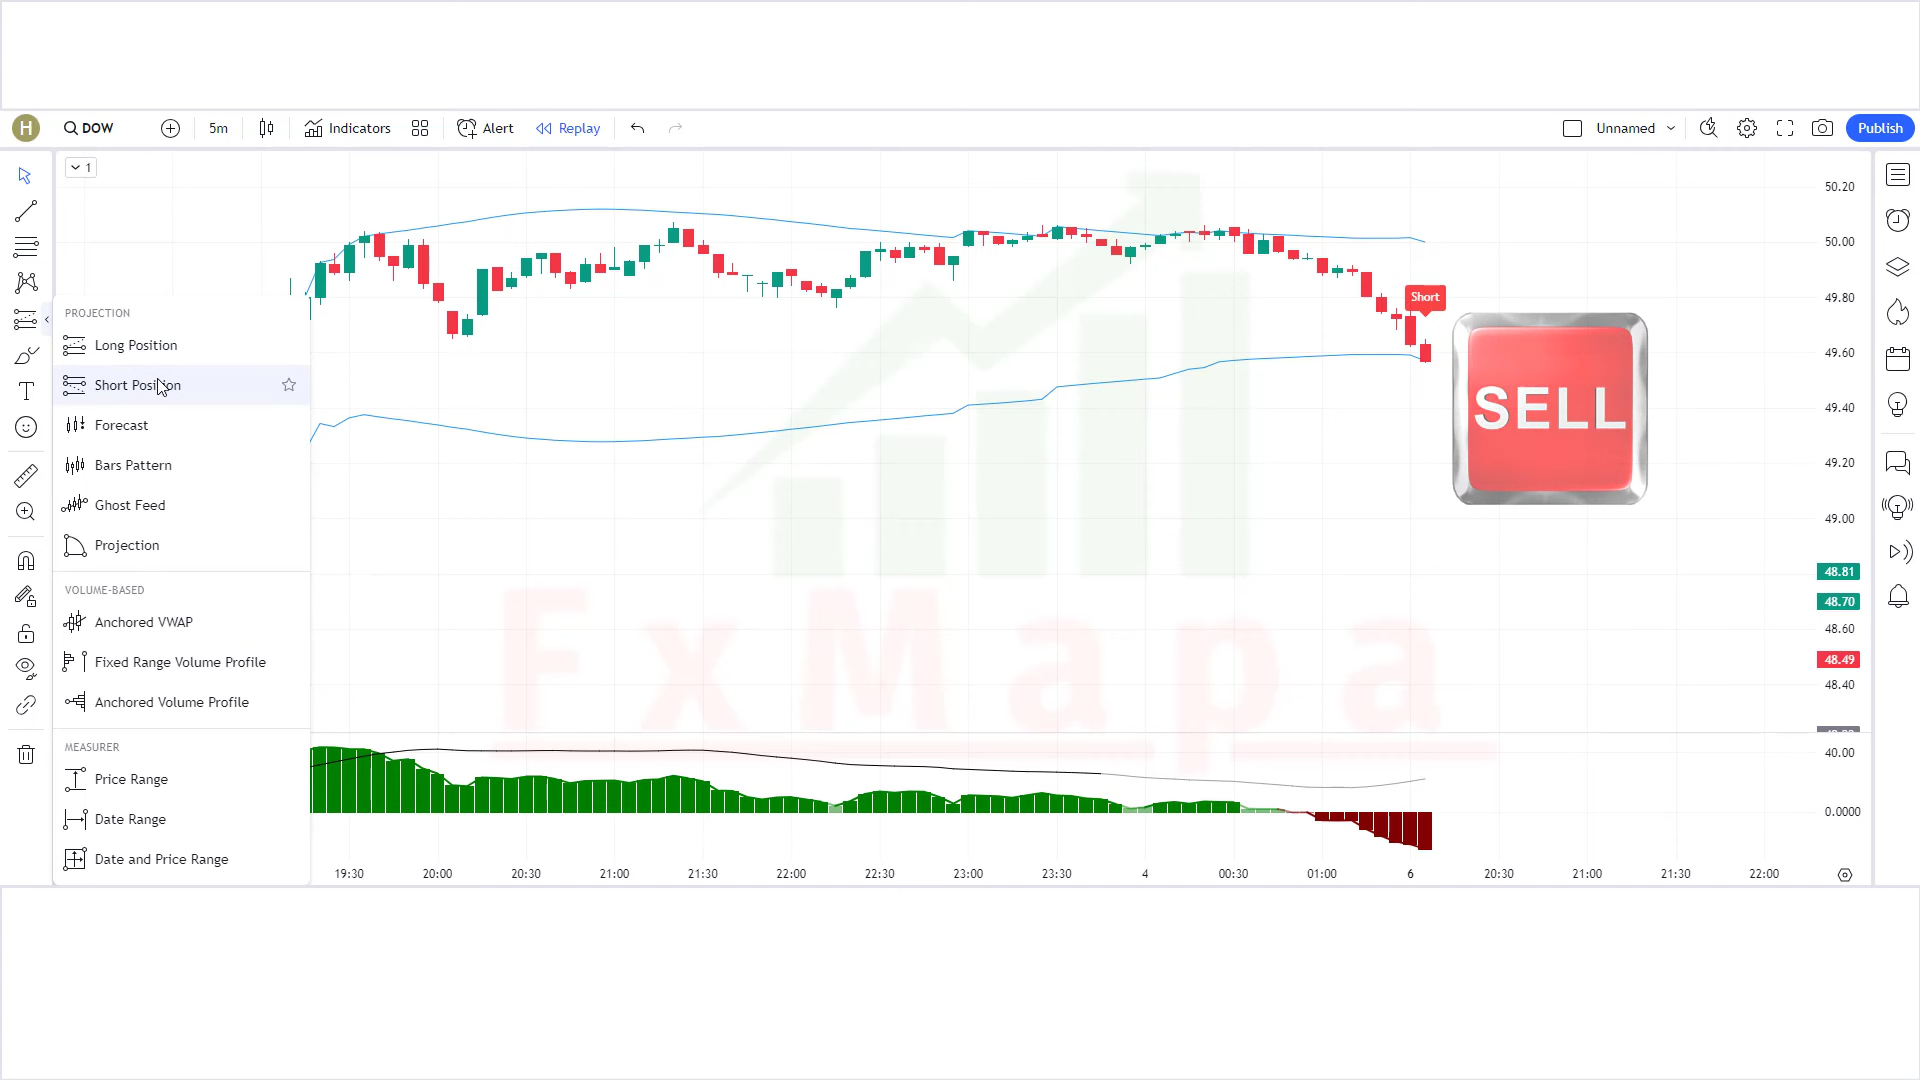 H
DOW
5m
Indicators
Alert
Replay
Unnamed
Publish
1
50.20
50.00
49.80
49.60
49.40
49.20
49.00
48.81
48.70
48.60
48.49
48.40
40.00
0.0000
Short
SELL
FxMapa
PROJECTION
Long Position
Short Position
Forecast
Bars Pattern
Ghost Feed
Projection
VOLUME-BASED
Anchored VWAP
Fixed Range Volume Profile
Anchored Volume Profile
MEASURER
Price Range
Date Range
Date and Price Range
19:30 20:00 20:30 21:00 21:30 22:00 22:30 23:00 23:30 4 00:30 01:00 6 20:30 21:00 21:30 22:00